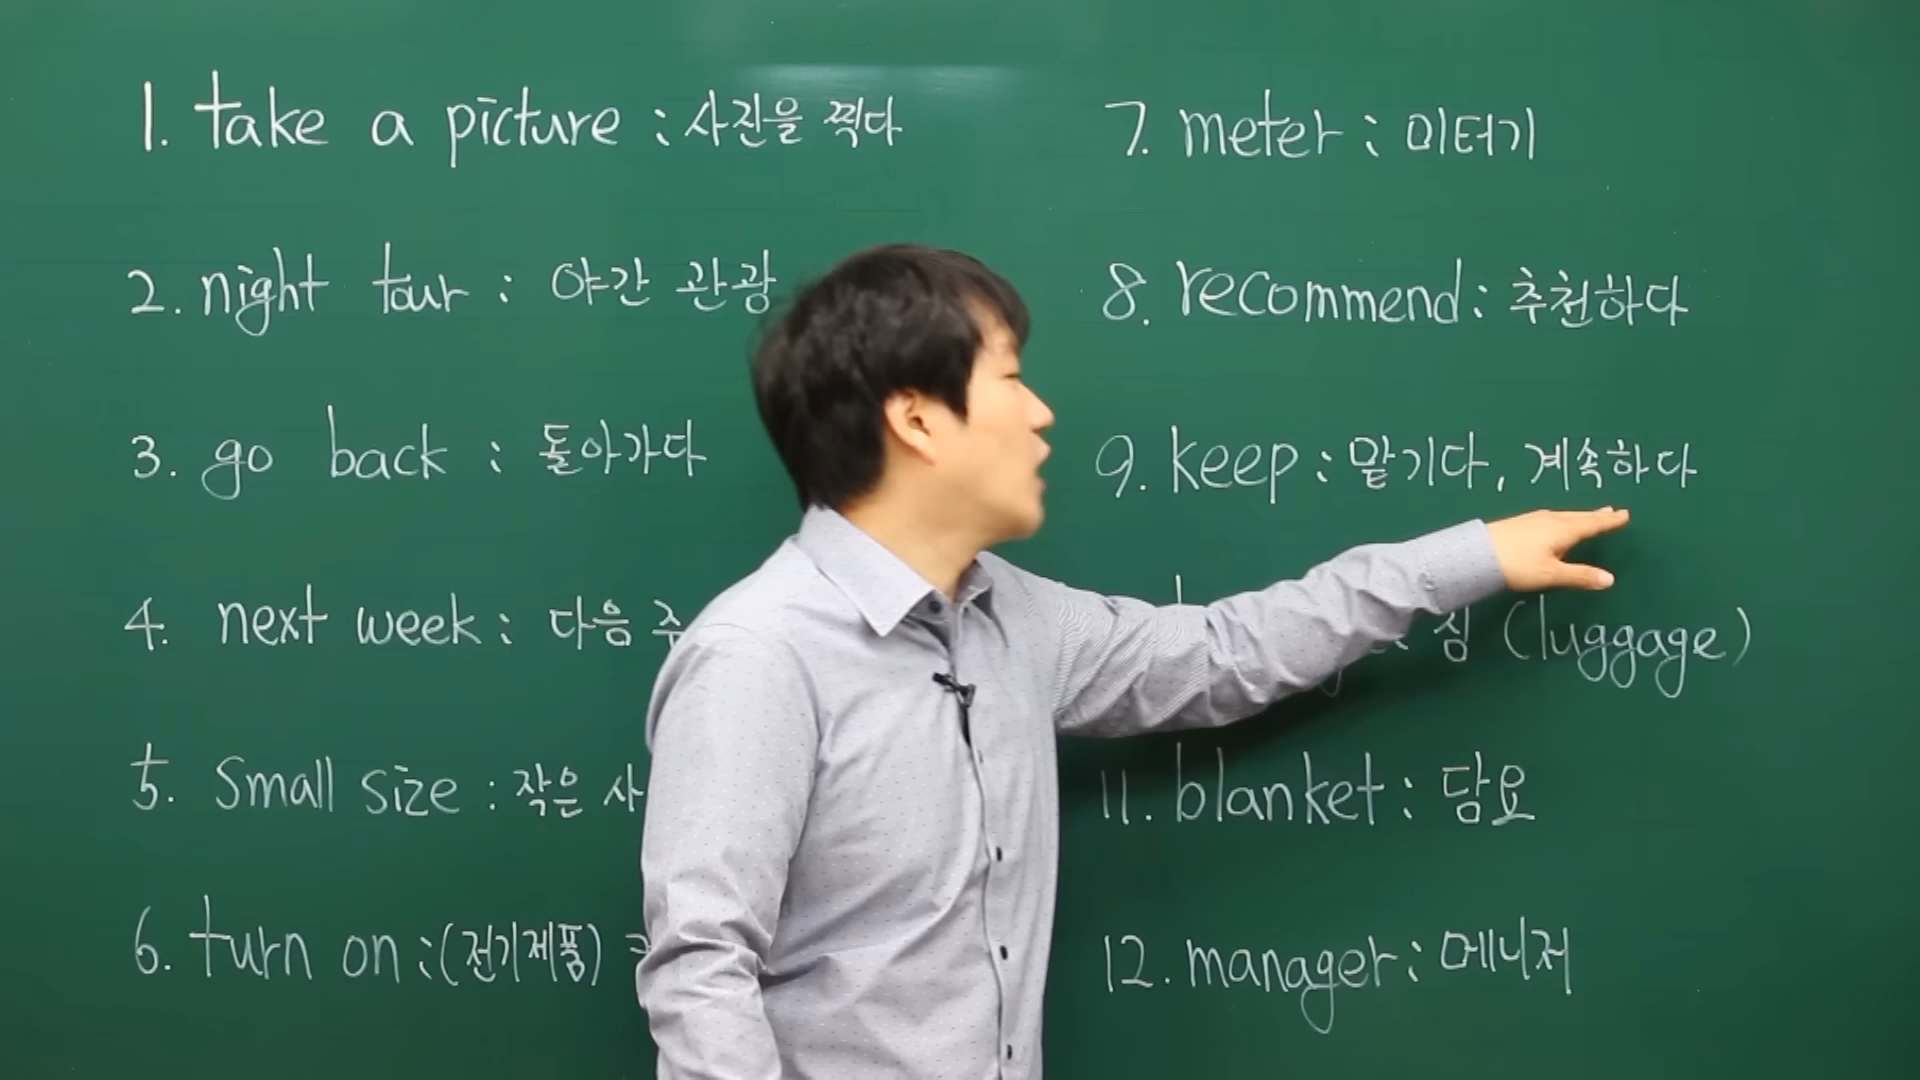 1. take a picture : 사진을 찍다
2. night tour : 야간 관광
3. go back : 돌아가다
4. next week : 다음
5. Small size : 작은
6. turn on : (전기제품)
7. meter : 미터기
8. recommend : 추천하다
9. keep : 맡기다, 계속하다
(luggage)
11. blanket : 담요
12. manager : 메니저